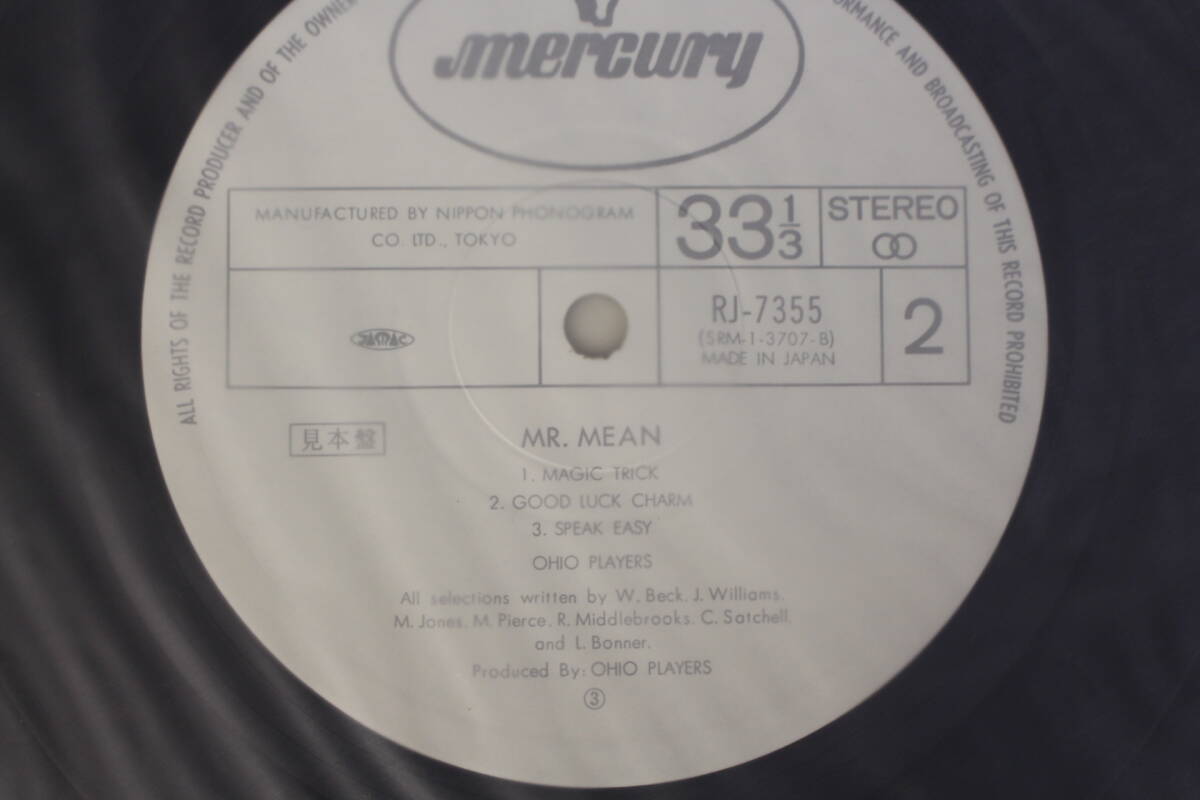 mercury
ALL RIGHTS OF THE RECORD PRODUCER AND OF THE OWNER
PERFORMANCE AND BROADCASTING OF THIS RECORD PROHIBITED
MANUFACTURED BY NIPPON PHONOGRAM
CO. LTD., TOKYO
33 1/3
STEREO
JASRAC
RJ-7355
(SRM-1-3707-B)
MADE IN JAPAN
2
見本盤
MR. MEAN
1. MAGIC TRICK
2. GOOD LUCK CHARM
3. SPEAK EASY
OHIO PLAYERS
All selections written by W. Beck. J. Williams.
M. Jones. M. Pierce. R. Middlebrooks. C. Satchell.
and L. Bonner.
Produced By: OHIO PLAYERS
③